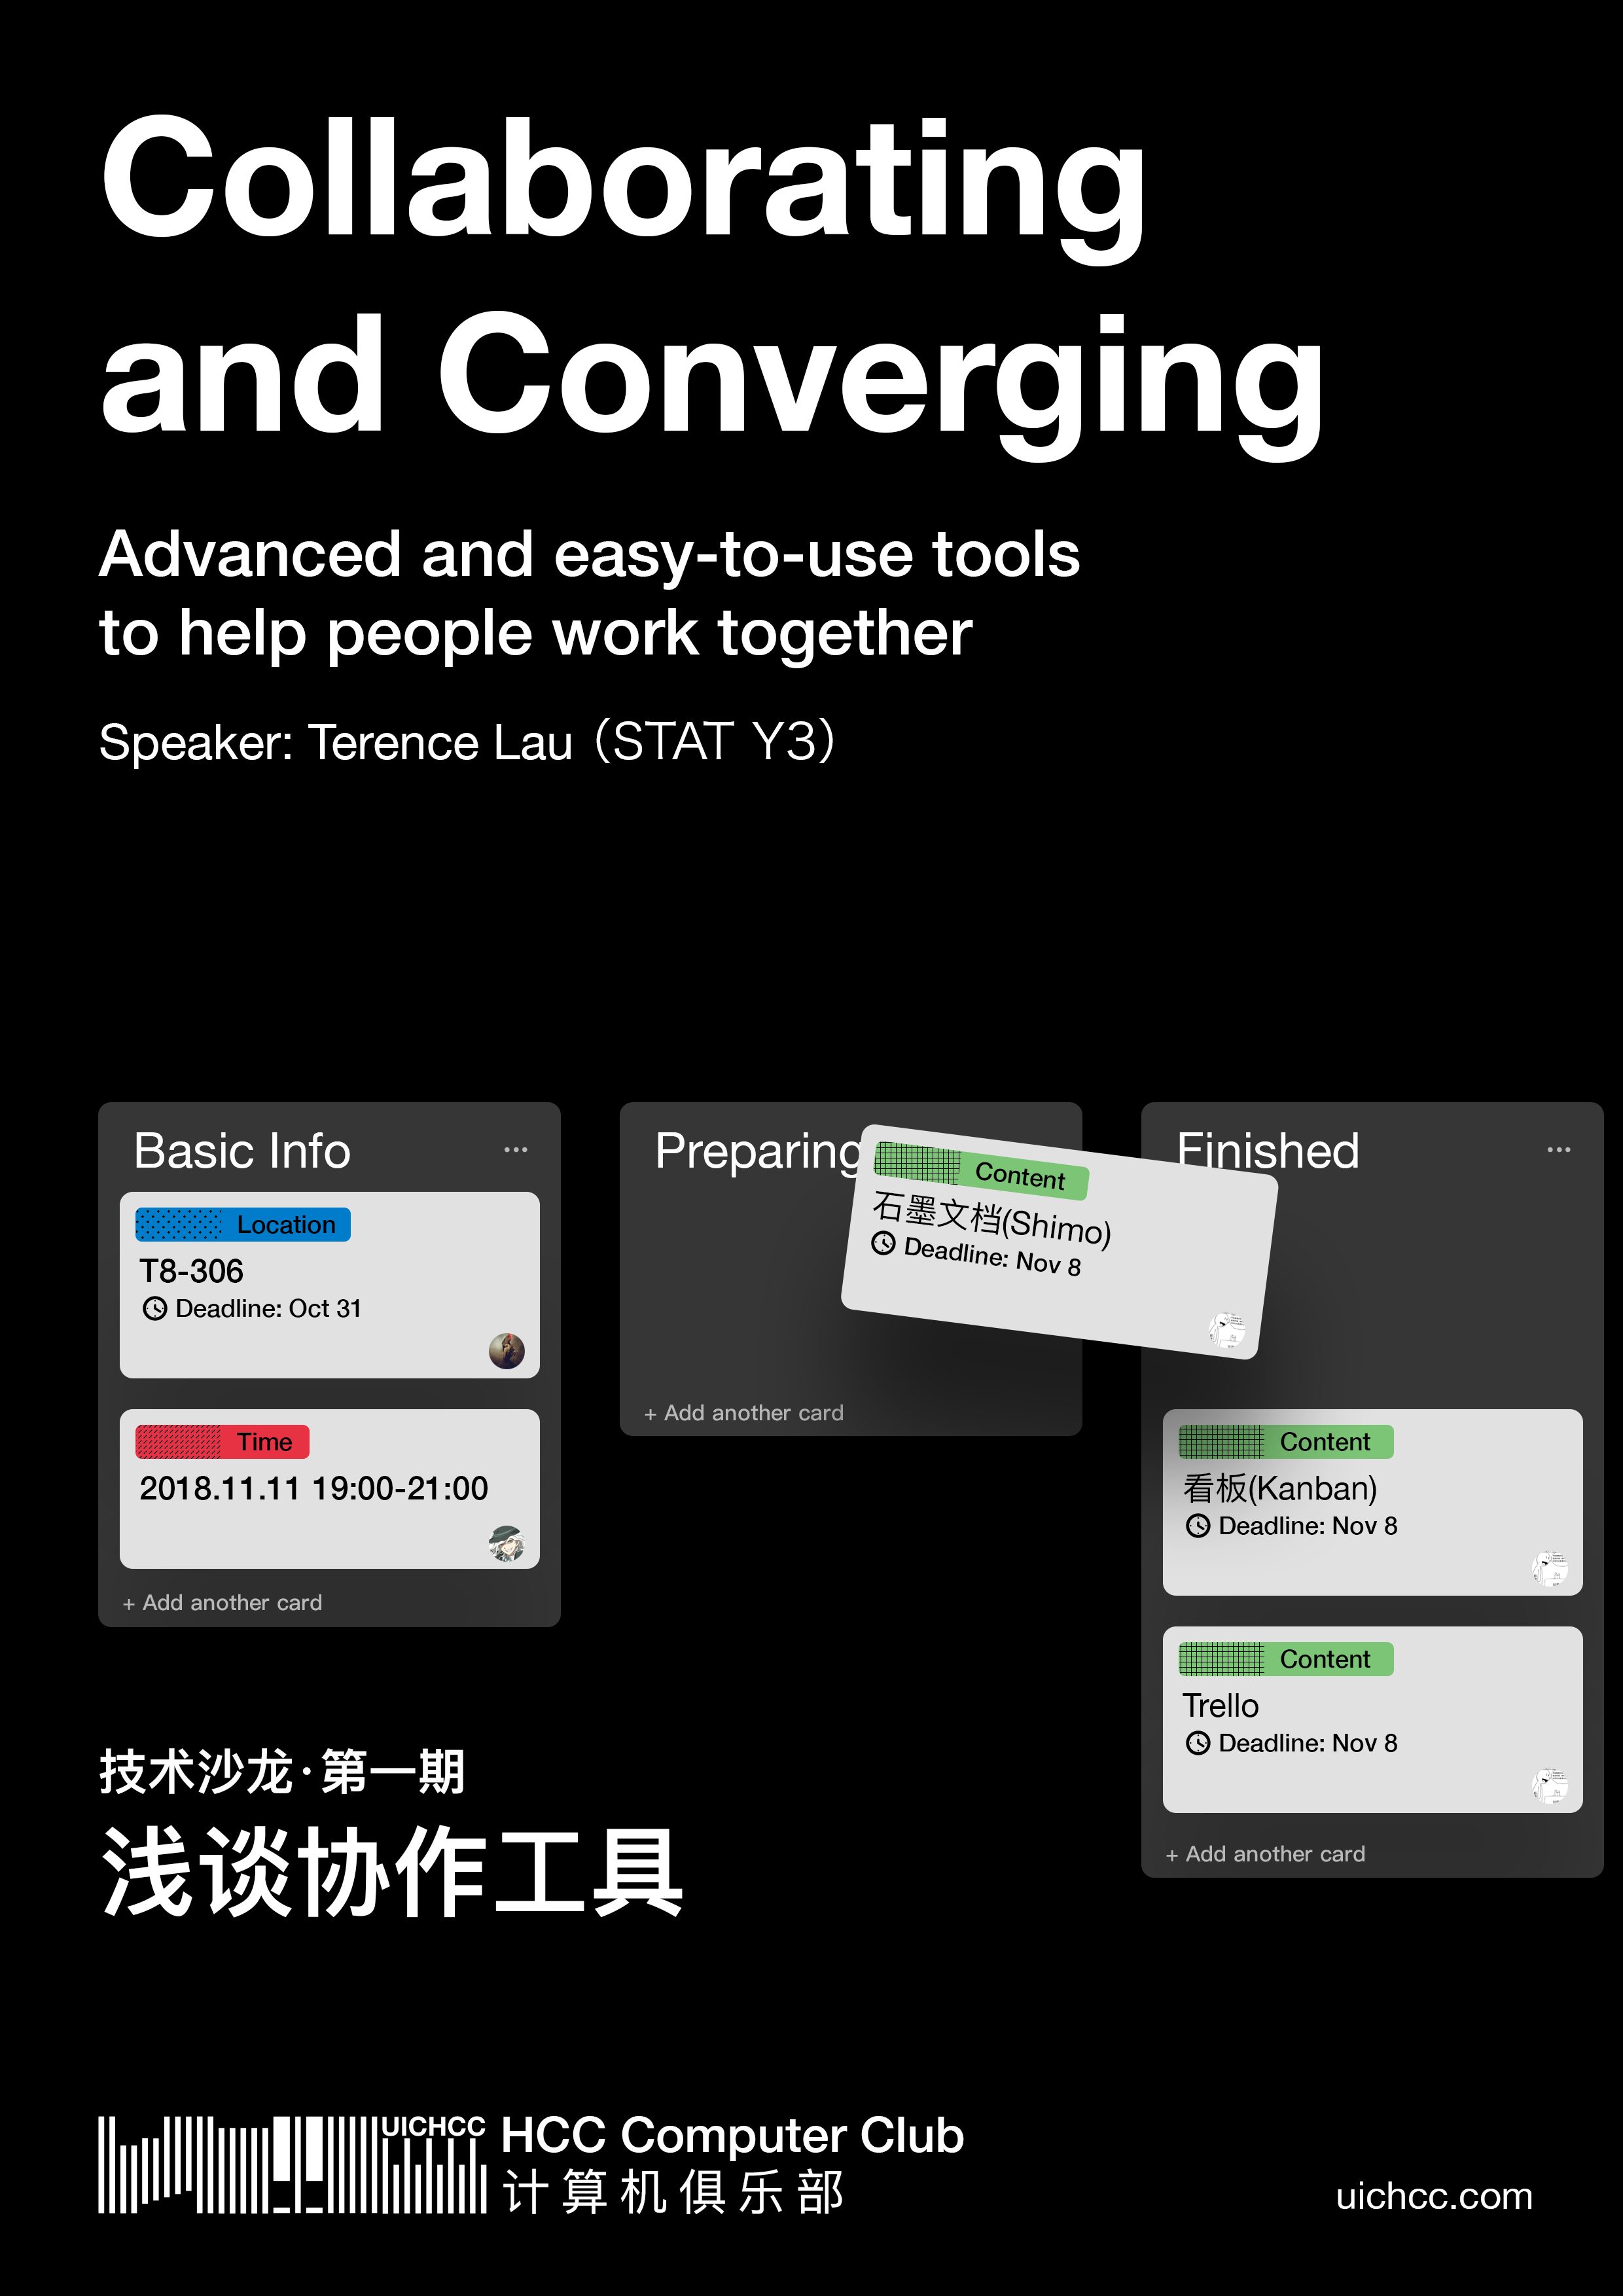 Collaborating
and Converging
Advanced and easy-to-use tools
to help people work together
Speaker: Terence Lau（STAT Y3）
Basic Info
Location
T8-306
Deadline: Oct 31
Time
2018.11.11 19:00-21:00
+ Add another card
Preparing
Content
石墨文档(Shimo)
Deadline: Nov 8
+ Add another card
Finished
Content
看板(Kanban)
Deadline: Nov 8
Content
Trello
Deadline: Nov 8
+ Add another card
技术沙龙·第一期
浅谈协作工具
UICHCC
HCC Computer Club
计算机俱乐部
uichcc.com